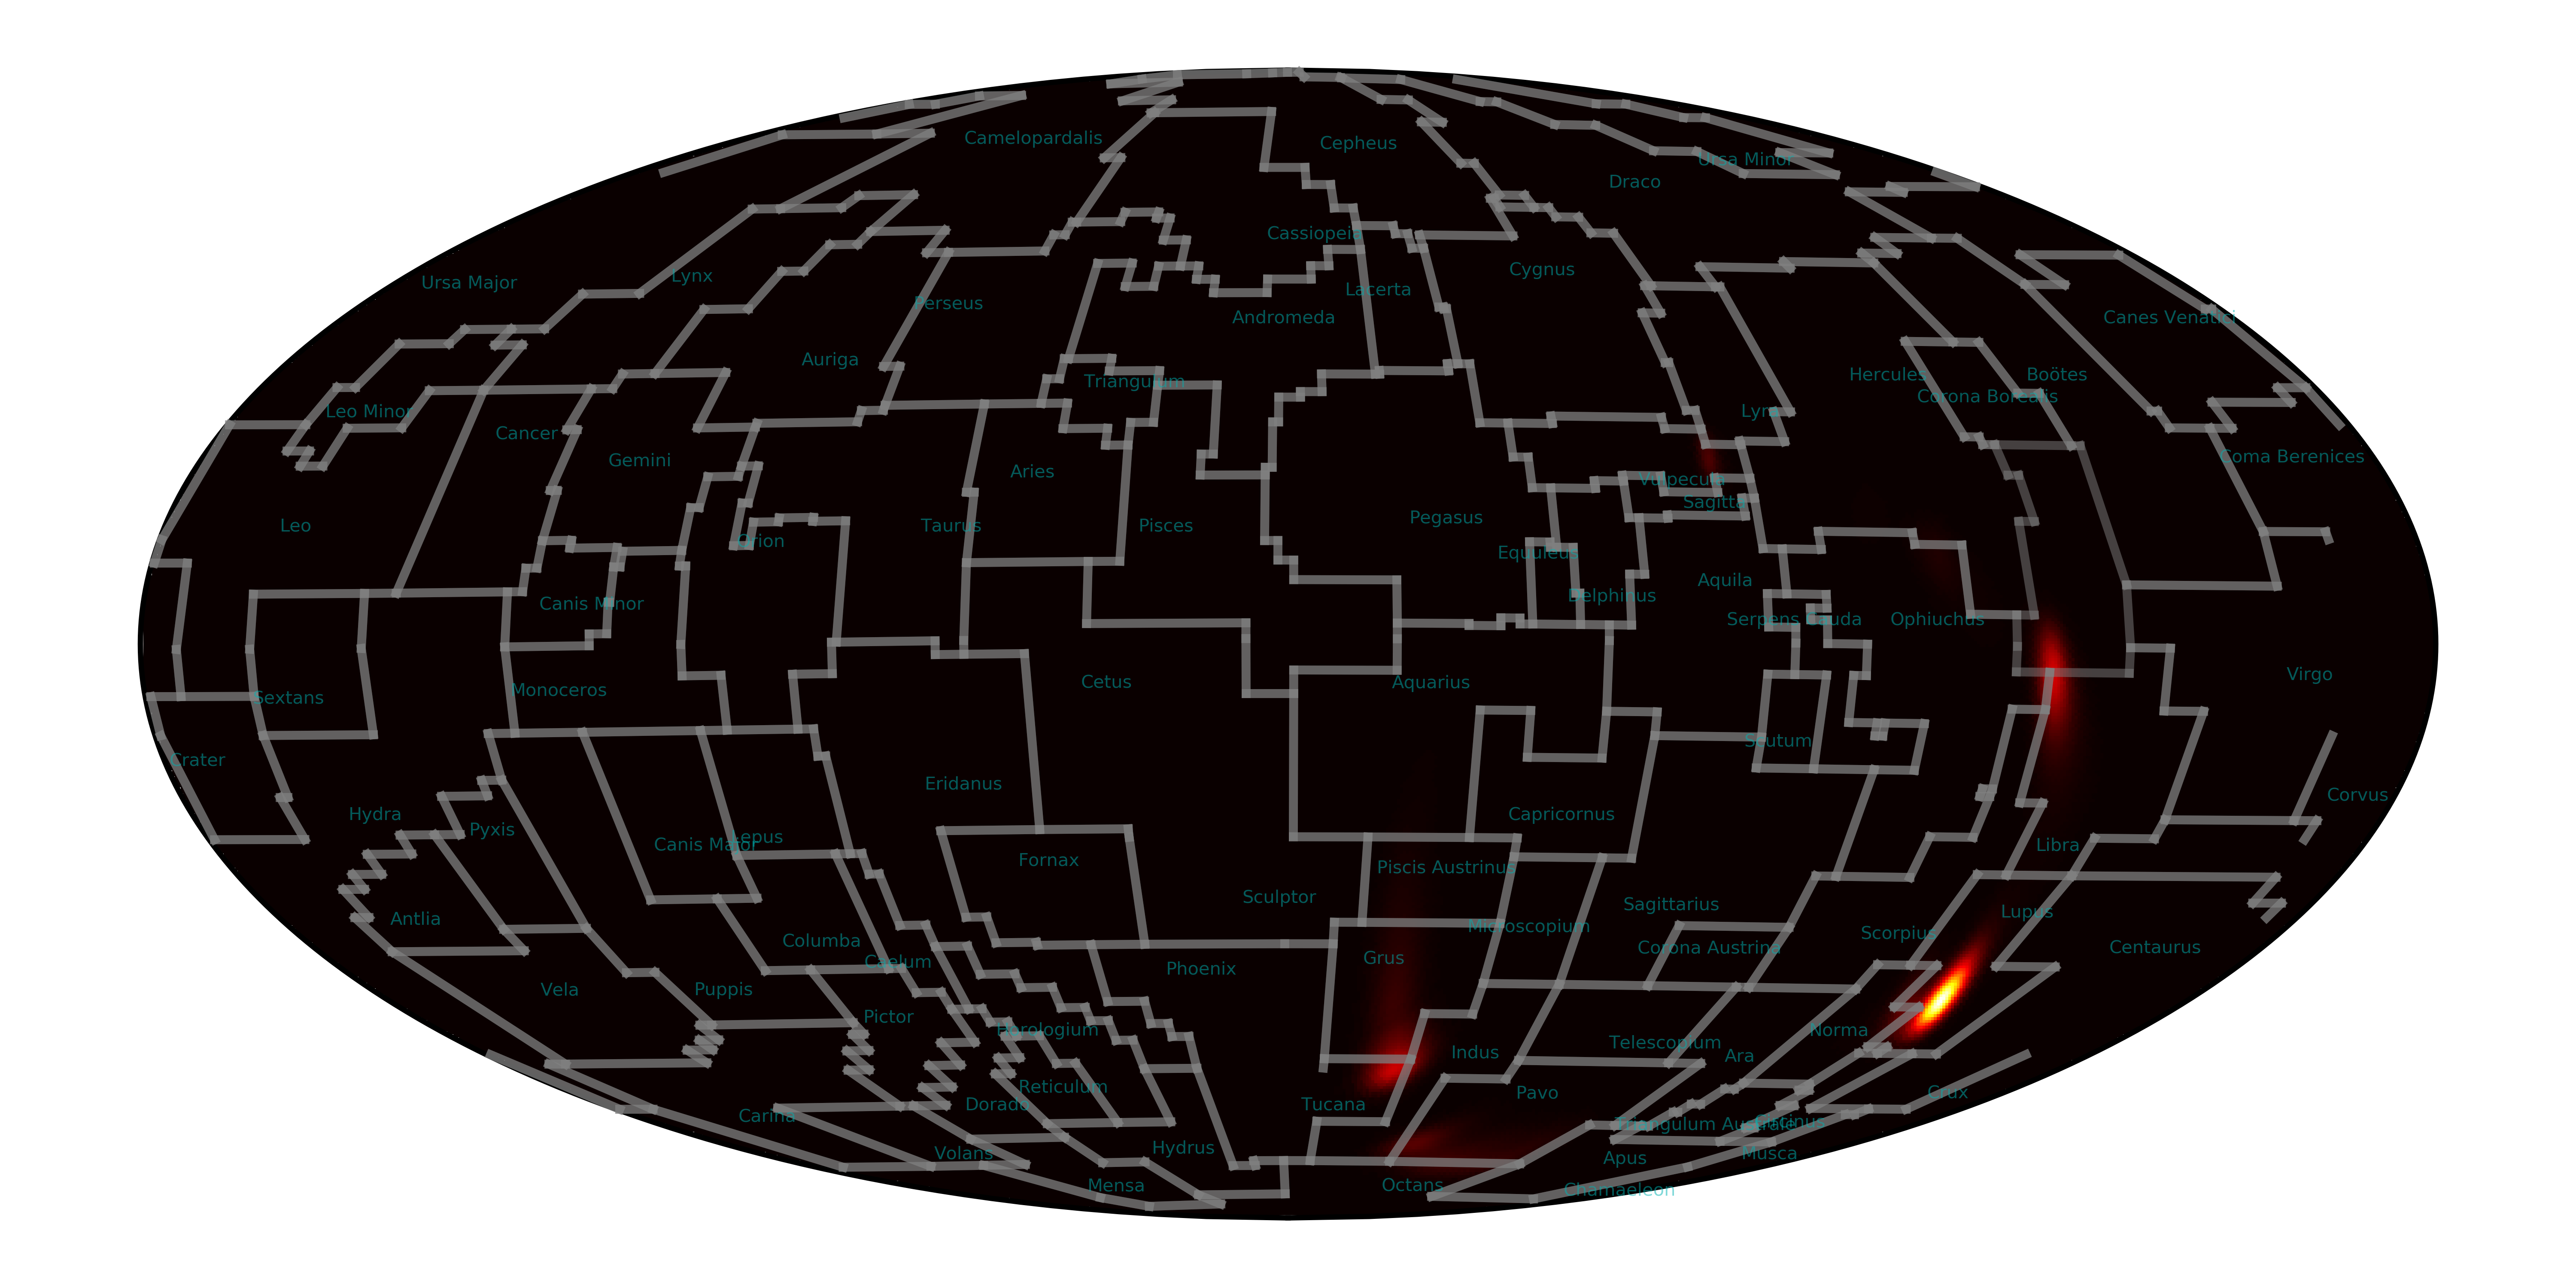 Camelopardalis
Cepheus
Ursa Minor
Draco
Cassiopeia
Cygnus
Lynx
Ursa Major
Lacerta
Perseus
Andromeda
Canes Venatici
Auriga
Hercules
Boötes
Triangulum
Corona Borealis
Leo Minor
Lyra
Cancer
Coma Berenices
Gemini
Aries
Vulpecula
Sagitta
Pegasus
Leo
Taurus
Pisces
Orion
Equuleus
Aquila
Delphinus
Canis Minor
Serpens Cauda
Ophiuchus
Virgo
Cetus
Aquarius
Monoceros
Sextans
Scutum
Crater
Eridanus
Corvus
Hydra
Capricornus
Pyxis
Lepus
Canis Major
Libra
Fornax
Piscis Austrinus
Sculptor
Sagittarius
Lupus
Antlia
Microscopium
Scorpius
Columba
Corona Austrina
Centaurus
Grus
Caelum
Phoenix
Vela
Puppis
Pictor
Horologium
Norma
Telescopium
Indus
Ara
Reticulum
Pavo
Crux
Dorado
Tucana
Carina
Triangulum Australe
Circinus
Hydrus
Volans
Musca
Apus
Mensa
Octans
Chamaeleon